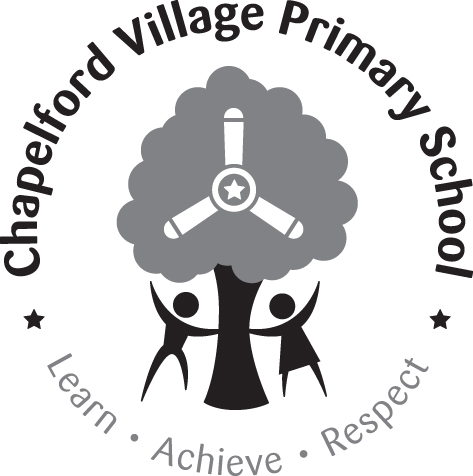 Chapelford Village Primary School
Learn • Achieve • Respect